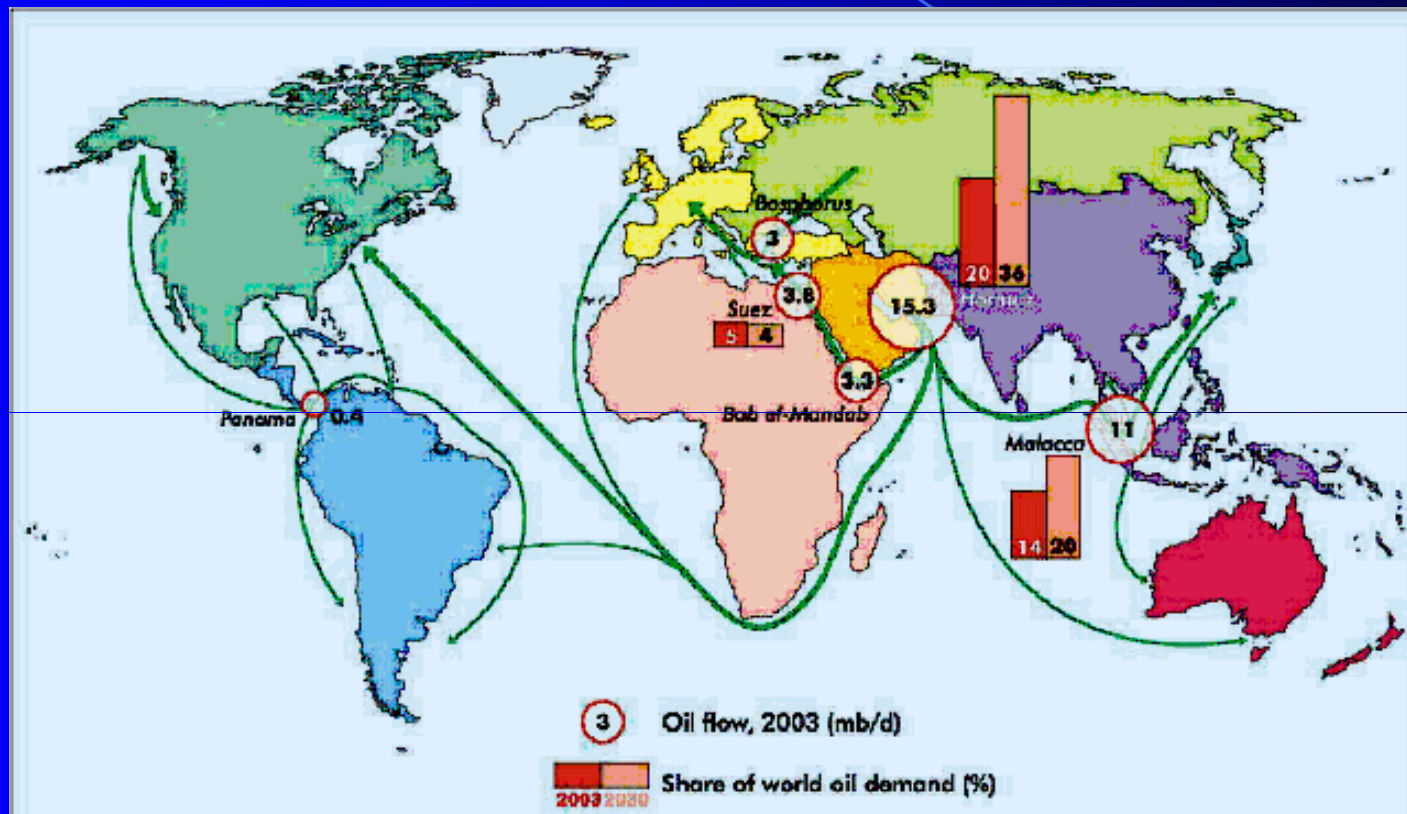 Bosphorus
3
3.8
Suez
5 4
15.3
20 36
Hormuz
3.3
Bab el-Mandab
Panama 0.4
11
Malacca
14 20
3 Oil flow, 2003 (mb/d)
Share of world oil demand (%)
2003 2030